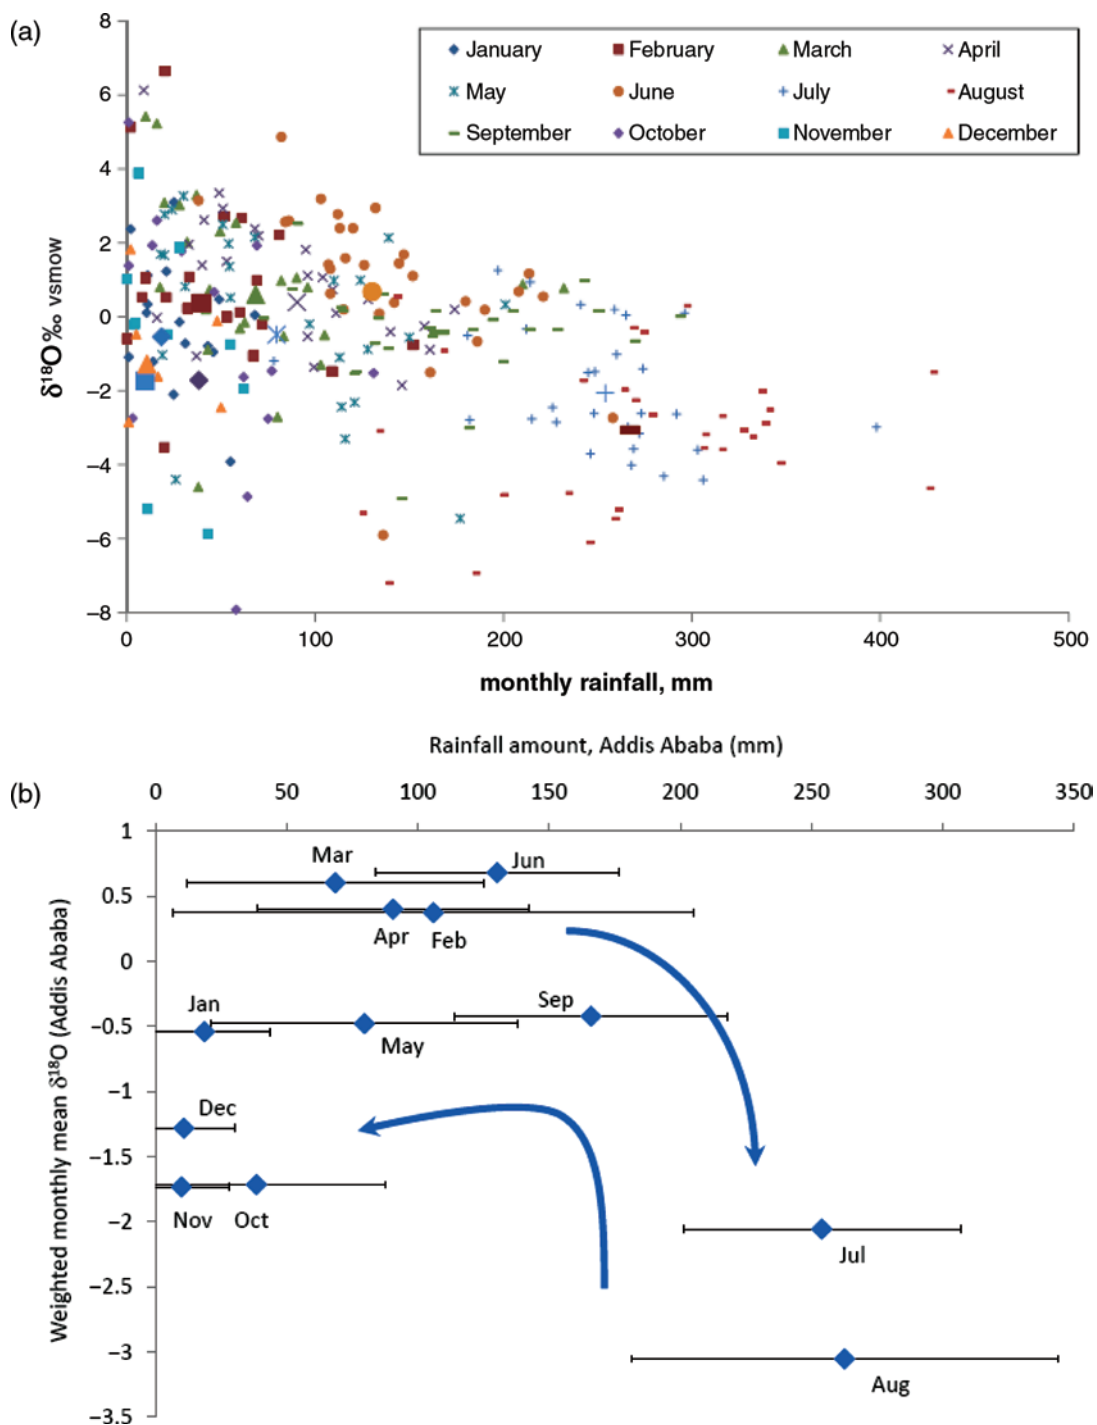 (a)
8
6
4
2
0
−2
−4
−6
−8
δ¹⁸O‰ vsmow
January February March April
May June July August
September October November December
0 100 200 300 400 500
monthly rainfall, mm
Rainfall amount, Addis Ababa (mm)
(b)
0 50 100 150 200 250 300 350
1
0.5
0
−0.5
−1
−1.5
−2
−2.5
−3
−3.5
Weighted monthly mean δ¹⁸O (Addis Ababa)
Mar
Jun
Apr
Feb
Jan
Sep
May
Dec
Nov
Oct
Jul
Aug